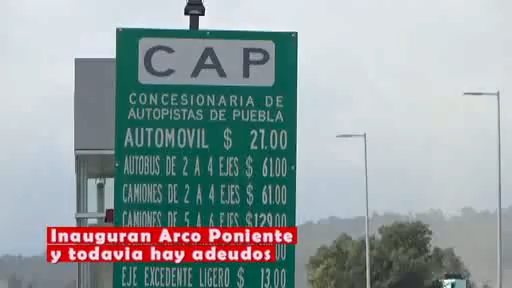 CAP
CONCESIONARIA DE
AUTOPISTAS DE PUEBLA
AUTOMOVIL $ 27.00
AUTOBUS DE 2 A 4 EJES $ 61.00
CAMIONES DE 2 A 4 EJES $ 61.00
CAMIONES DE 5 A 6 EJES $129.00
Inauguran Arco Poniente
y todavia hay adeudos
EJE EXCEDENTE LIGERO $ 13.00